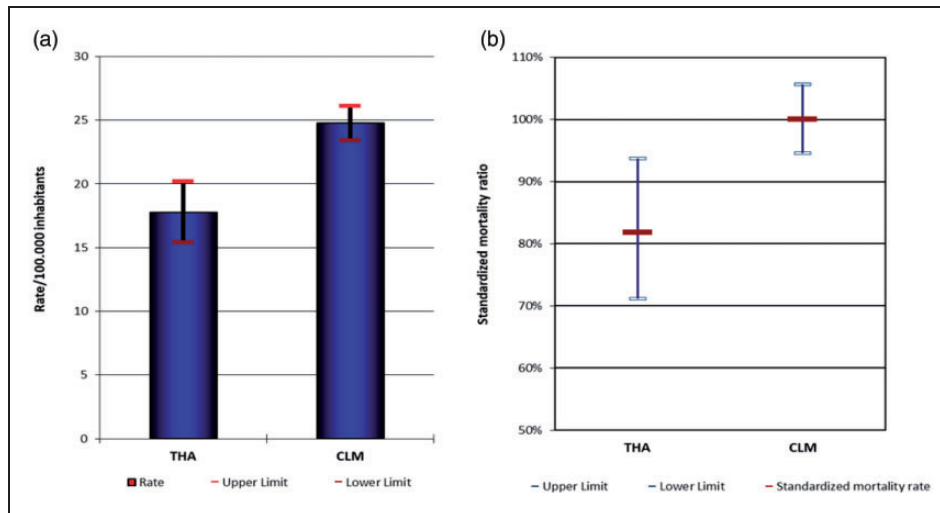 (a)
30
25
20
15
10
5
0
Rate/100.000 inhabitants
THA CLM
Rate Upper Limit Lower Limit
(b)
110%
100%
90%
80%
70%
60%
50%
Standardized mortality ratio
THA CLM
Upper Limit Lower Limit Standardized mortality rate